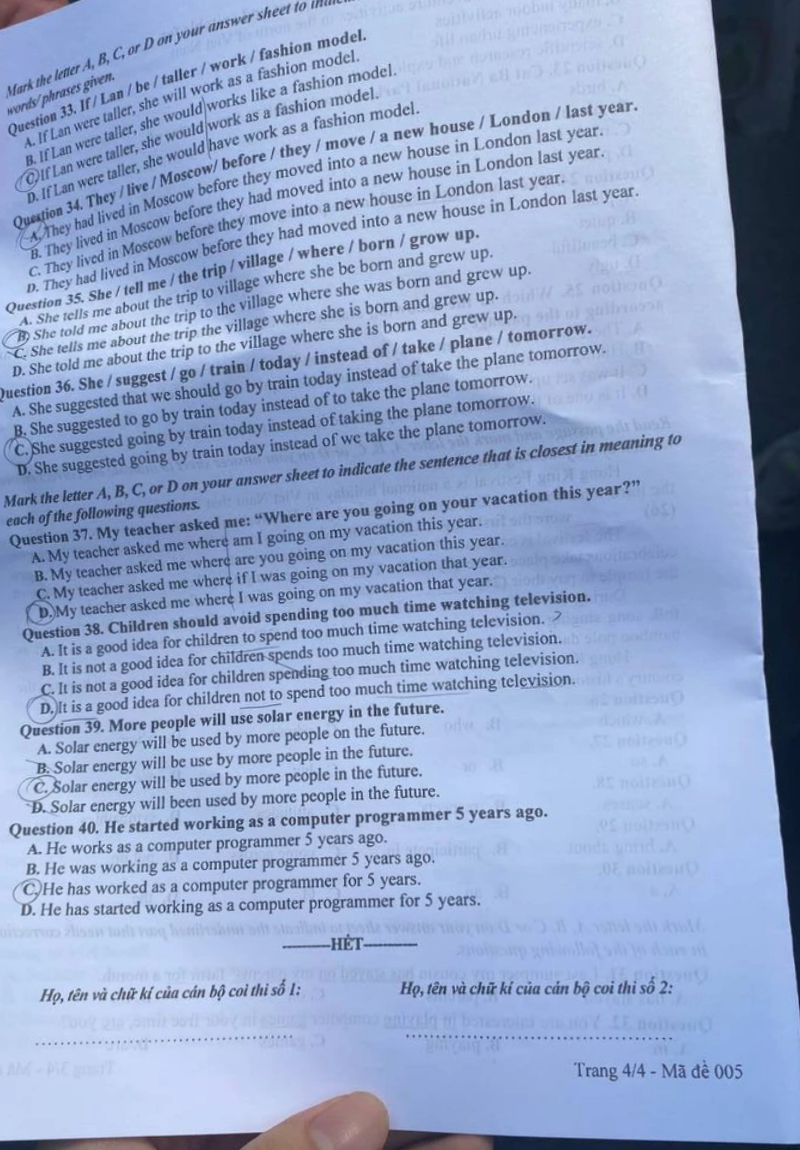 Mark the letter A, B, C, or D on your answer sheet to
words/phrases given.
Question 33. If / Lan / be / taller / work / fashion model.
A. If Lan were taller, she will work as a fashion model.
B. If Lan were taller, she would works like a fashion model.
C. If Lan were taller, she would work as a fashion model.
D. If Lan were taller, she would have work as a fashion model.
Question 34. They / live / Moscow/ before / they / move / a new house / London / last year.
A. They had lived in Moscow before they moved into a new house in London last year.
B. They lived in Moscow before they had moved into a new house in London last year.
C. They lived in Moscow before they move into a new house in London last year.
D. They had lived in Moscow before they had moved into a new house in London last year.
Question 35. She / tell me / the trip / village / where / born / grow up.
A. She tells me about the trip to village where she be born and grew up.
B. She told me about the trip to the village where she was born and grew up.
C. She tells me about the trip the village where she is born and grew up.
D. She told me about the trip to the village where she is born and grew up.
Question 36. She / suggest / go / train / today / instead of / take / plane / tomorrow.
A. She suggested that we should go by train today instead of take the plane tomorrow.
B. She suggested to go by train today instead of to take the plane tomorrow.
C. She suggested going by train today instead of taking the plane tomorrow.
D. She suggested going by train today instead of we take the plane tomorrow.
Mark the letter A, B, C, or D on your answer sheet to indicate the sentence that is closest in meaning to
each of the following questions.
Question 37. My teacher asked me: “Where are you going on your vacation this year?”
A. My teacher asked me where am I going on my vacation this year.
B. My teacher asked me where are you going on my vacation this year.
C. My teacher asked me where if I was going on my vacation that year.
D. My teacher asked me where I was going on my vacation that year.
Question 38. Children should avoid spending too much time watching television.
A. It is a good idea for children to spend too much time watching television. ?
B. It is not a good idea for children spends too much time watching television.
C. It is not a good idea for children spending too much time watching television.
D. It is a good idea for children not to spend too much time watching television.
Question 39. More people will use solar energy in the future.
A. Solar energy will be used by more people on the future.
B. Solar energy will be use by more people in the future.
C. Solar energy will be used by more people in the future.
D. Solar energy will been used by more people in the future.
Question 40. He started working as a computer programmer 5 years ago.
A. He works as a computer programmer 5 years ago.
B. He was working as a computer programmer 5 years ago.
C. He has worked as a computer programmer for 5 years.
D. He has started working as a computer programmer for 5 years.
----------HẾT----------
Họ, tên và chữ kí của cán bộ coi thi số 1: Họ, tên và chữ kí của cán bộ coi thi số 2:
Trang 4/4 - Mã đề 005